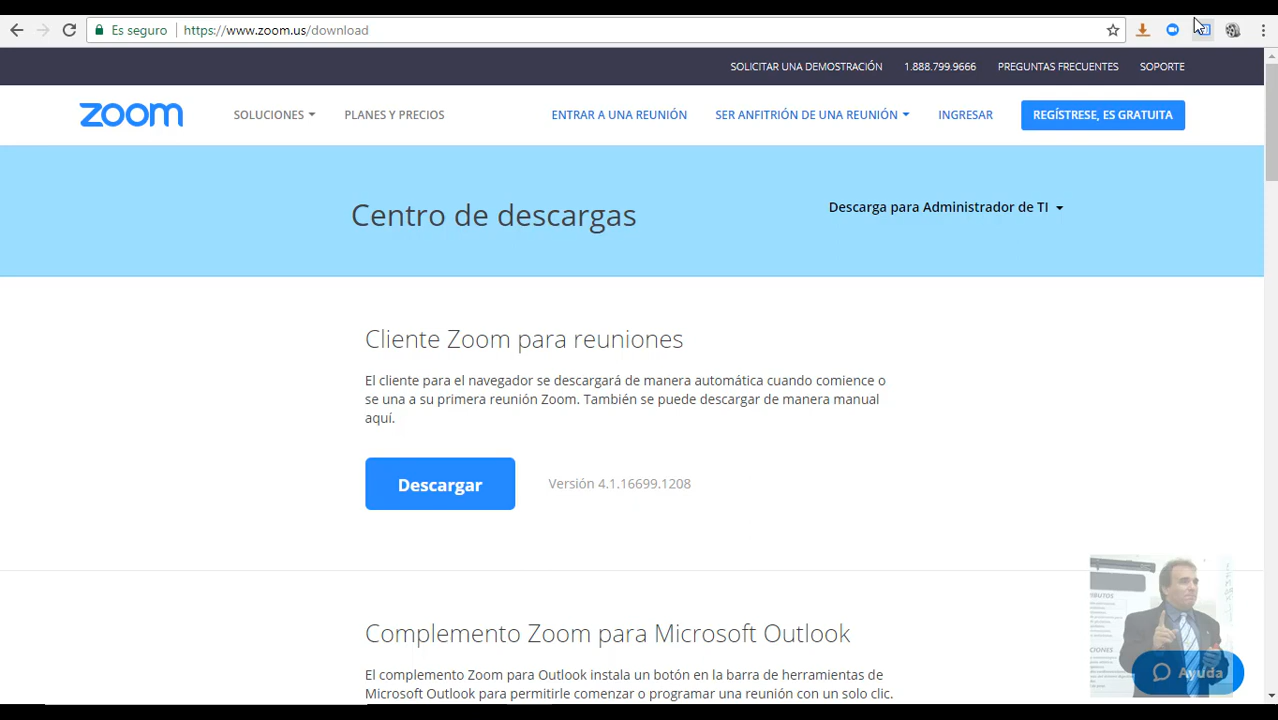 Es seguro https://www.zoom.us/download
SOLICITAR UNA DEMOSTRACIÓN 1.888.799.9666 PREGUNTAS FRECUENTES SOPORTE
zoom SOLUCIONES PLANES Y PRECIOS ENTRAR A UNA REUNIÓN SER ANFITRIÓN DE UNA REUNIÓN INGRESAR REGÍSTRESE, ES GRATUITA
Centro de descargas
Descarga para Administrador de TI
Cliente Zoom para reuniones
El cliente para el navegador se descargará de manera automática cuando comience o
se una a su primera reunión Zoom. También se puede descargar de manera manual
aquí.
Descargar Versión 4.1.16699.1208
Complemento Zoom para Microsoft Outlook
El complemento Zoom para Outlook instala un botón en la barra de herramientas de
Microsoft Outlook para permitirle comenzar o programar una reunión con un solo clic.
Ayuda